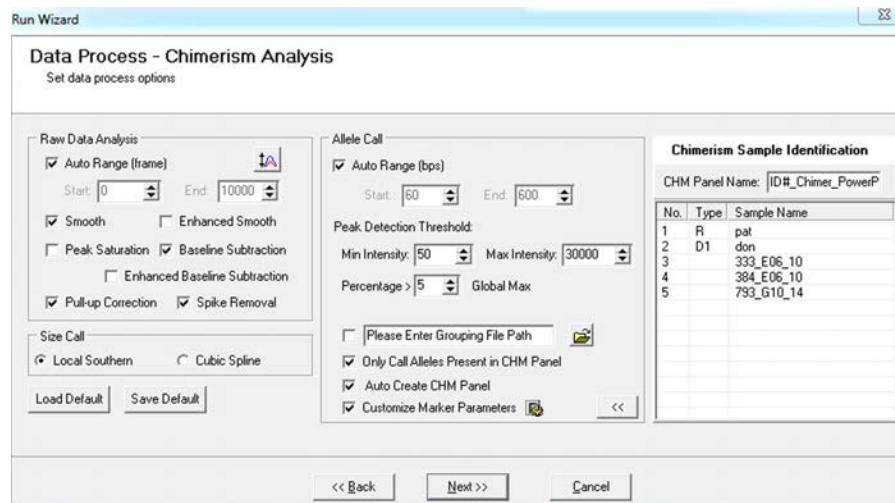 Run Wizard
Data Process - Chimerism Analysis
Set data process options
Raw Data Analysis
Auto Range (frame)
Start: 0 End: 10000
Smooth Enhanced Smooth
Peak Saturation Baseline Subtraction
Enhanced Baseline Subtraction
Pull-up Correction Spike Removal
Size Call
Local Southern Cubic Spline
Load Default Save Default
Allele Call
Auto Range (bps)
Start: 60 End: 600
Peak Detection Threshold:
Min Intensity: 50 Max Intensity: 30000
Percentage > 5 Global Max
Please Enter Grouping File Path
Only Call Alleles Present in CHM Panel
Auto Create CHM Panel
Customize Marker Parameters <<
Chimerism Sample Identification
CHM Panel Name: ID#_Chimer_PowerP
No. Type Sample Name
1 R pat
2 D1 don
3 333_E06_10
4 384_E06_10
5 793_G10_14
<< Back Next >> Cancel